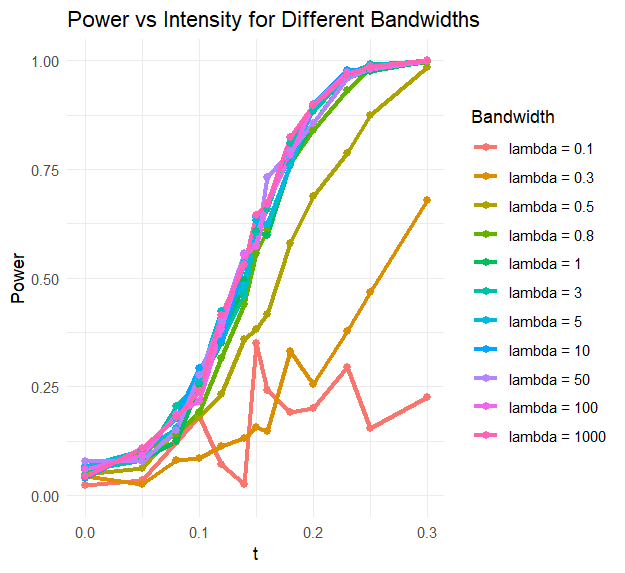 Power vs Intensity for Different Bandwidths
Power
1.00
0.75
0.50
0.25
0.00
0.0 0.1 0.2 0.3
t
Bandwidth
lambda = 0.1
lambda = 0.3
lambda = 0.5
lambda = 0.8
lambda = 1
lambda = 3
lambda = 5
lambda = 10
lambda = 50
lambda = 100
lambda = 1000